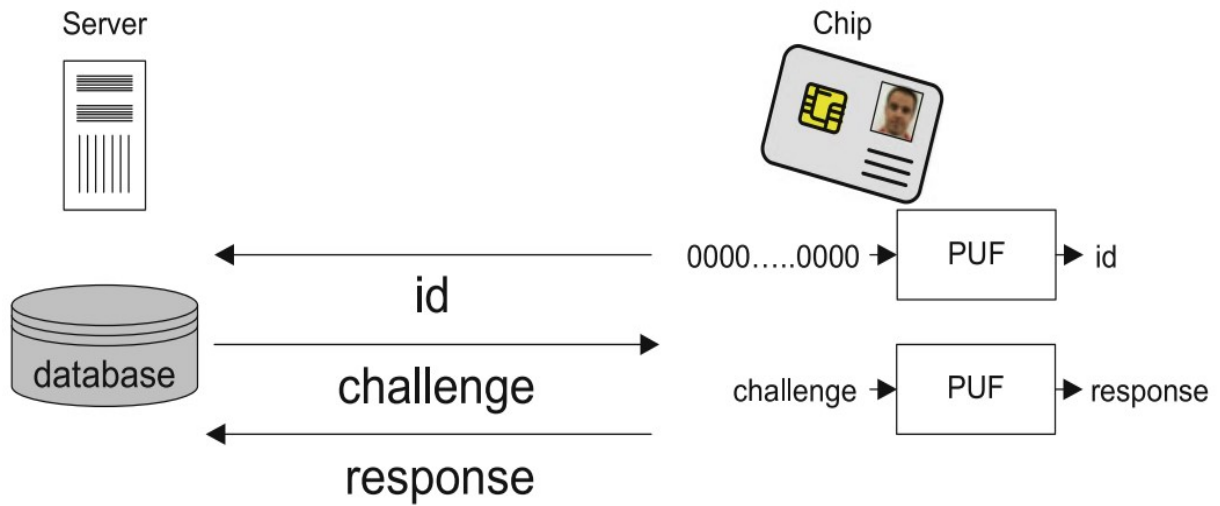 Server
Chip
0000.....0000 PUF id
id
database
challenge
challenge PUF response
response